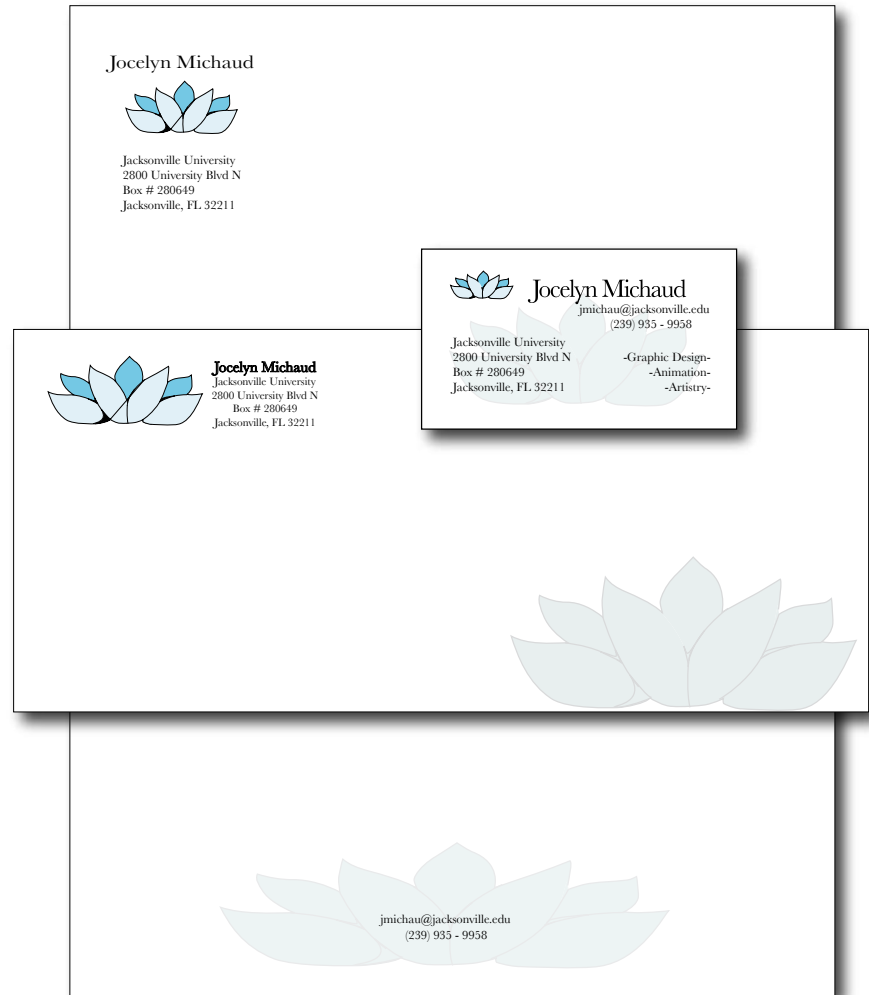 Jocelyn Michaud
Jacksonville University
2800 University Blvd N
Box # 280649
Jacksonville, FL 32211
Jocelyn Michaud
jmichau@jacksonville.edu
(239) 935 - 9958
Jacksonville University
2800 University Blvd N
Box # 280649
Jacksonville, FL 32211
-Graphic Design-
-Animation-
-Artistry-
Jocelyn Michaud
Jacksonville University
2800 University Blvd N
Box # 280649
Jacksonville, FL 32211
jmichau@jacksonville.edu
(239) 935 - 9958